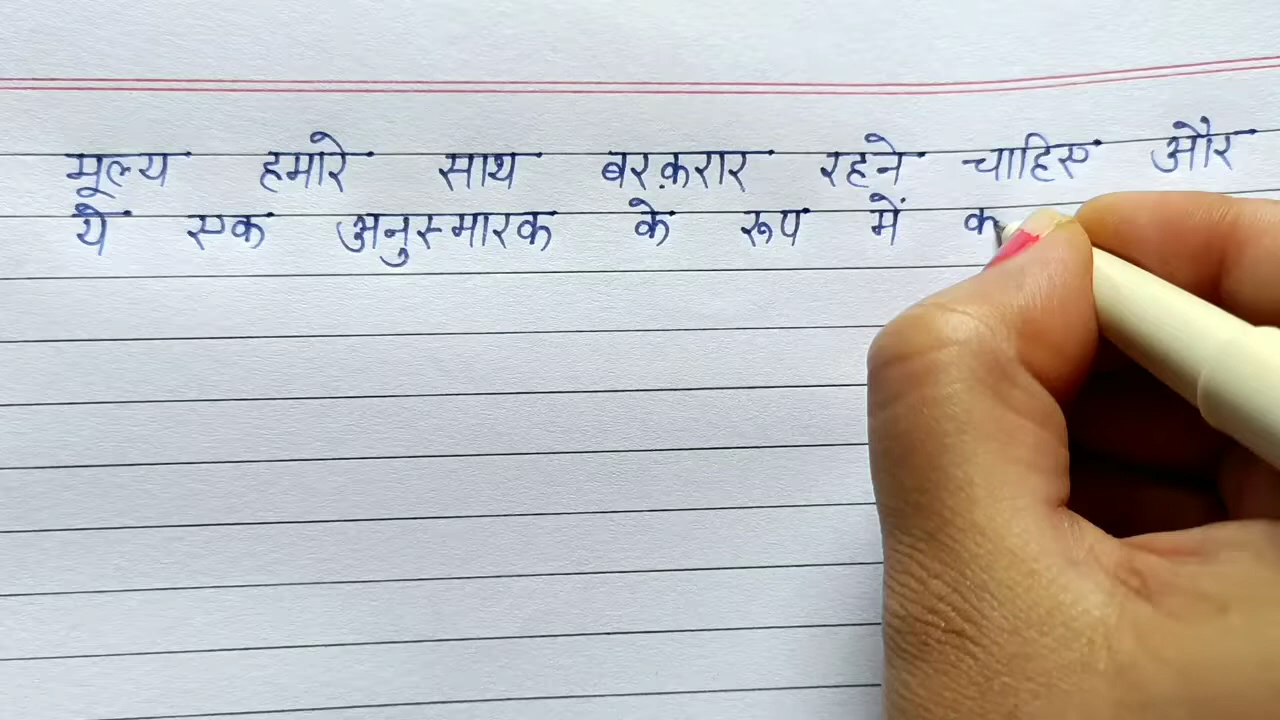 मूल्य हमारे साथ बरक़रार रहने चाहिए और
ये एक अनुस्मारक के रूप में क